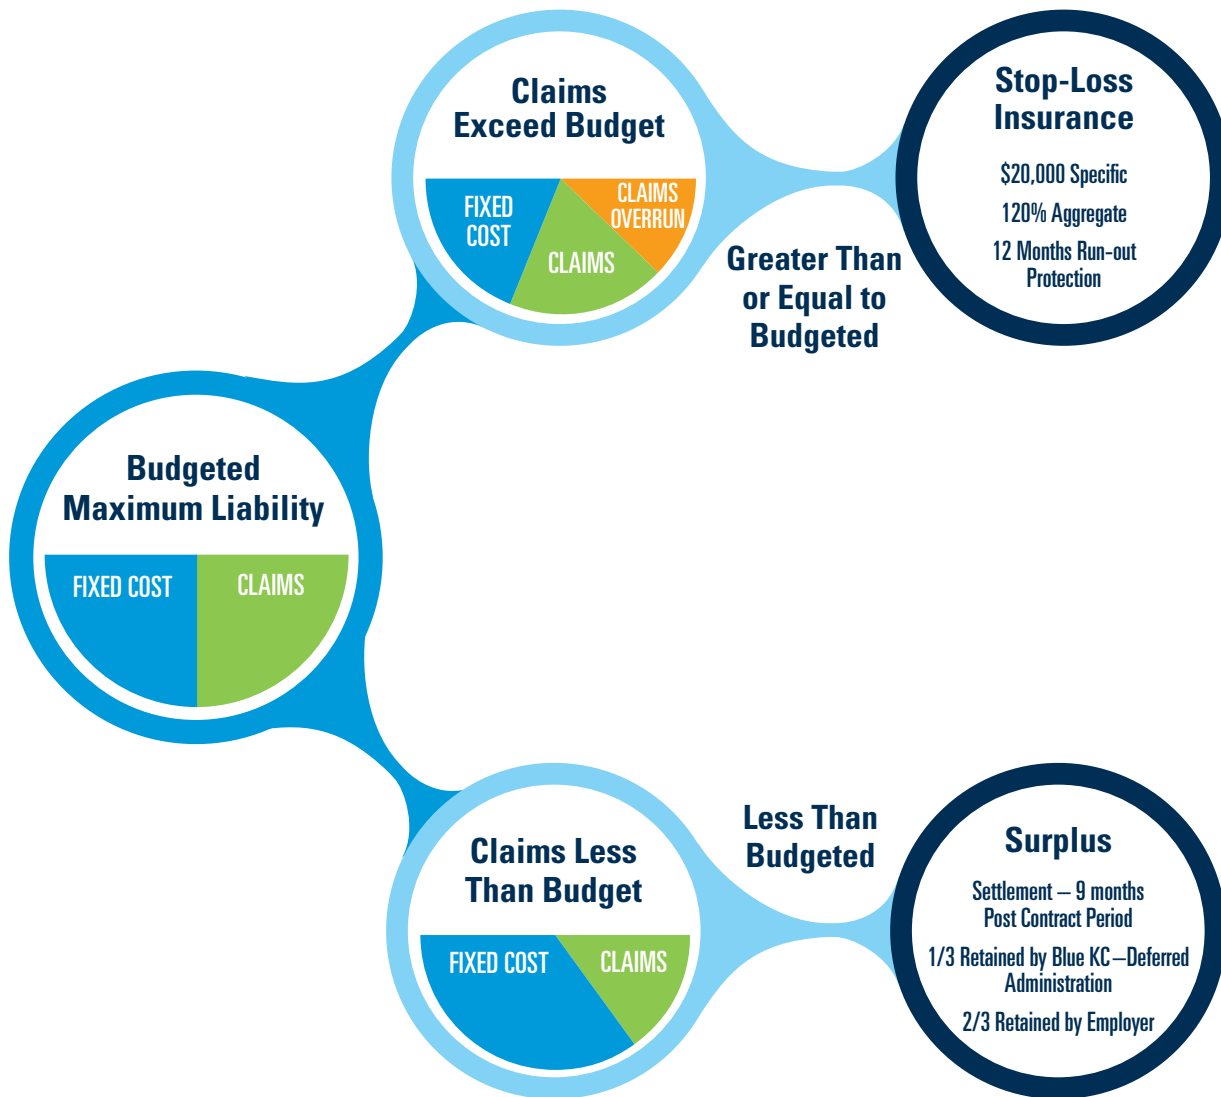 Claims
Exceed Budget
FIXED
COST
CLAIMS
CLAIMS
OVERRUN
Greater Than
or Equal to
Budgeted
Stop-Loss
Insurance
$20,000 Specific
120% Aggregate
12 Months Run-out
Protection
Budgeted
Maximum Liability
FIXED COST
CLAIMS
Claims Less
Than Budget
FIXED COST
CLAIMS
Less Than
Budgeted
Surplus
Settlement – 9 months
Post Contract Period
1/3 Retained by Blue KC–Deferred
Administration
2/3 Retained by Employer